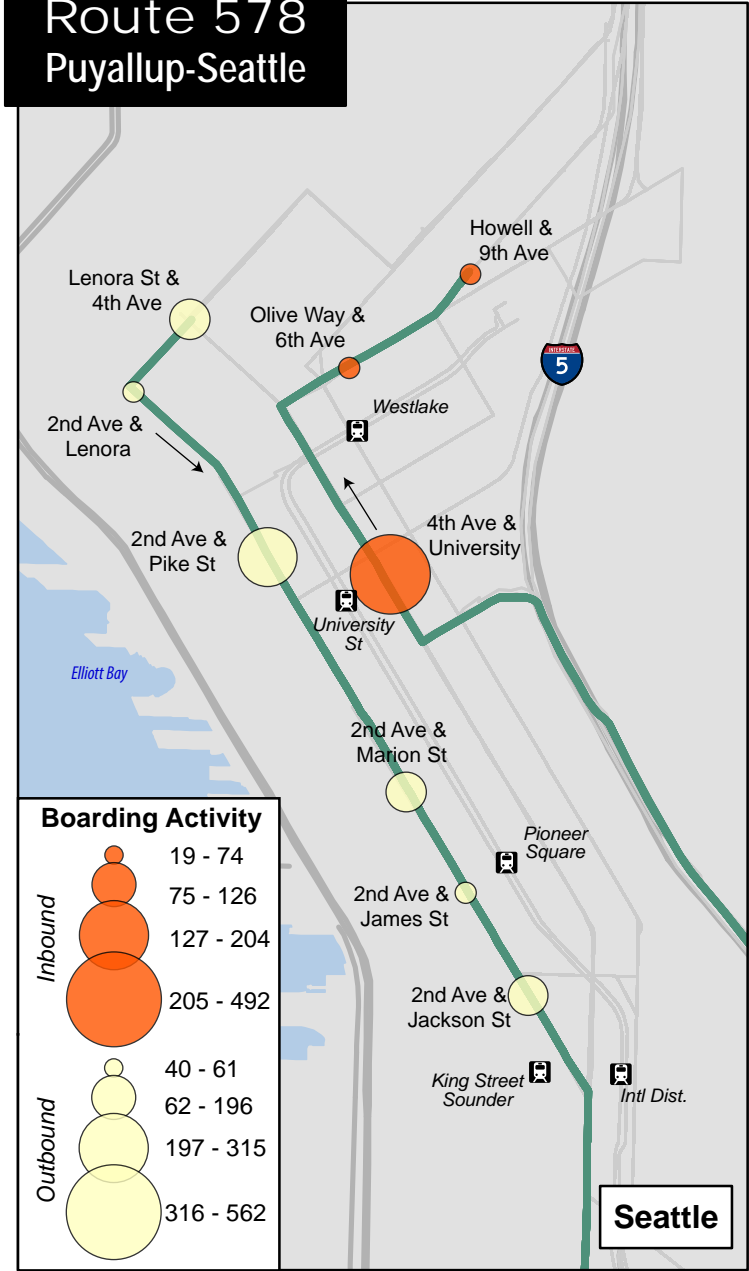 Route 578
Puyallup-Seattle
Howell &
9th Ave
Lenora St &
4th Ave
Olive Way &
6th Ave
INTERSTATE
5
Westlake
2nd Ave &
Lenora
4th Ave &
University
2nd Ave &
Pike St
University
St
Elliott Bay
2nd Ave &
Marion St
Pioneer
Square
2nd Ave &
James St
2nd Ave &
Jackson St
King Street
Sounder
Intl Dist.
Boarding Activity
Inbound
19 - 74
75 - 126
127 - 204
205 - 492
Outbound
40 - 61
62 - 196
197 - 315
316 - 562
Seattle